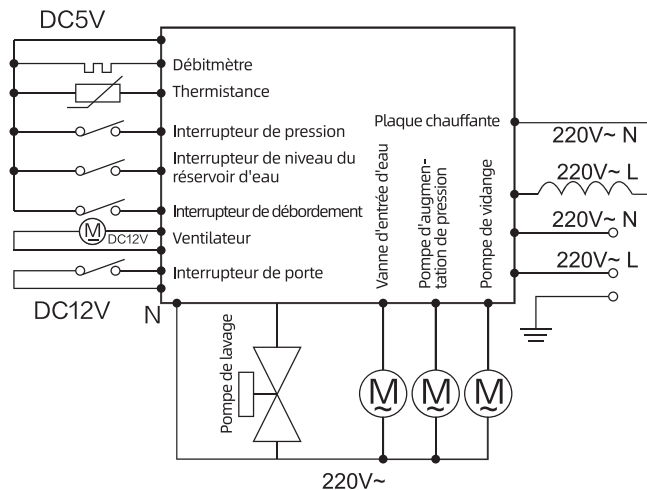 DC5V
Débitmètre
Thermistance
Interrupteur de pression
Interrupteur de niveau du
réservoir d'eau
Interrupteur de débordement
M
DC12V
Ventilateur
Interrupteur de porte
DC12V
N
Plaque chauffante
220V~ N
220V~ L
220V~ N
220V~ L
Vanne d'entrée d'eau
Pompe d'augmen-
tation de pression
Pompe de vidange
Pompe de lavage
M
~
M
~
M
~
220V~